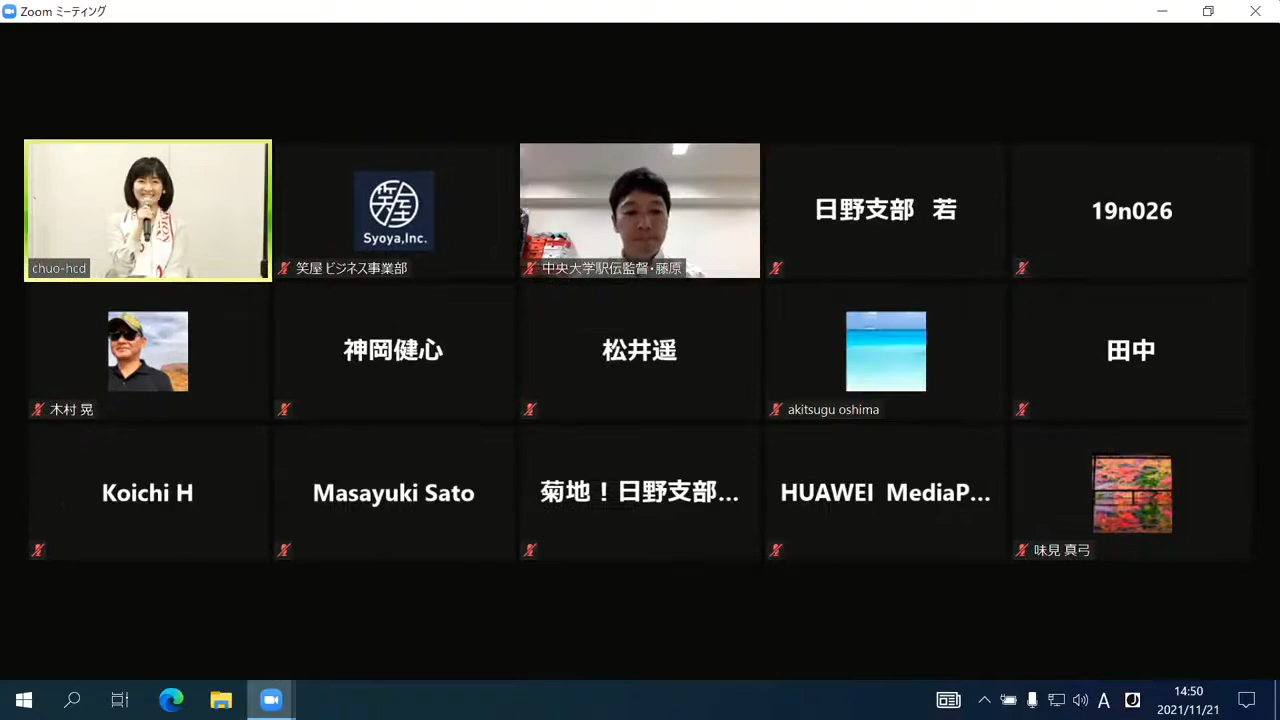 Zoom ミーティング
chuo-hcd
笑屋
Syoya,Inc.
笑屋 ビジネス事業部
中央大学駅伝監督・藤原
日野支部 若
19n026
木村 晃
神岡健心
松井遥
akitsugu oshima
田中
Koichi H
Masayuki Sato
菊地！日野支部...
HUAWEI MediaP...
味見 真弓
A
14:50
2021/11/21